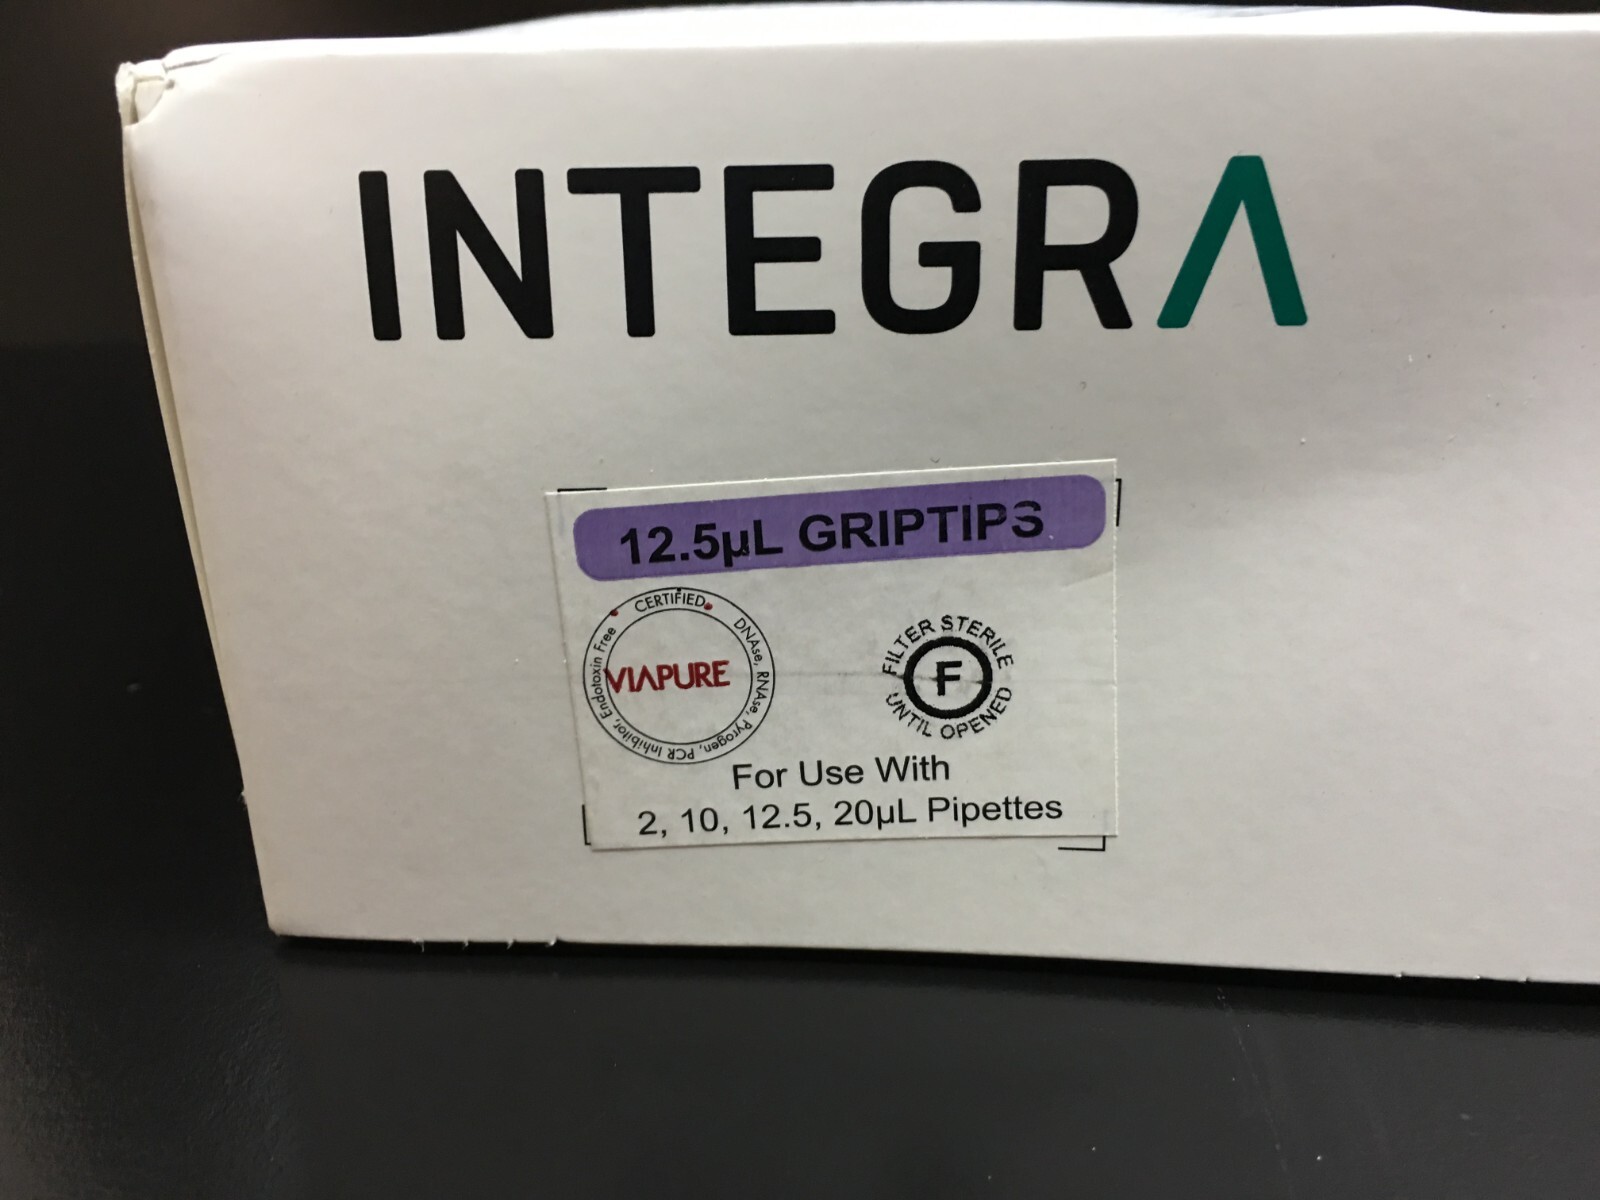 INTEGRA
12.5µL GRIPTIPS
CERTIFIED
DNAse, RNAse, Pyrogen, PCR Inhibitor, Endotoxin Free
VIAPURE
FILTER STERILE
F
UNTIL OPENED
For Use With
2, 10, 12.5, 20µL Pipettes